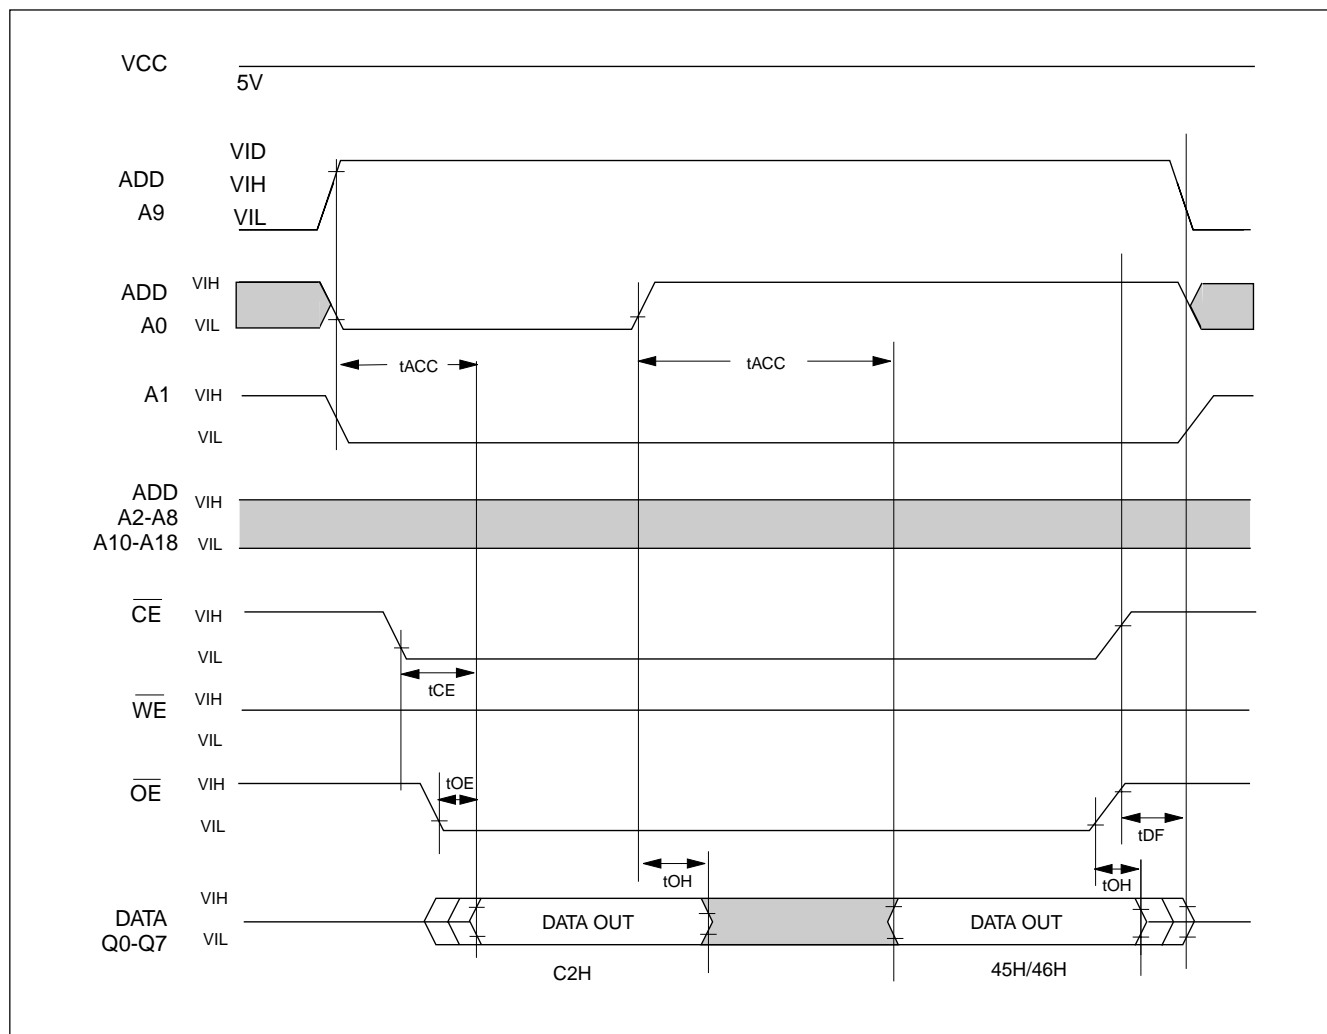 VCC
5V
VID
ADD
VIH
A9
VIL
VIH
ADD
A0
VIL
tACC
tACC
A1
VIH
VIL
ADD
VIH
A2-A8
A10-A18
VIL
CE
VIH
VIL
tCE
VIH
WE
VIL
VIH
tOE
OE
VIL
tDF
tOH
tOH
VIH
DATA
DATA OUT
DATA OUT
Q0-Q7
VIL
C2H
45H/46H